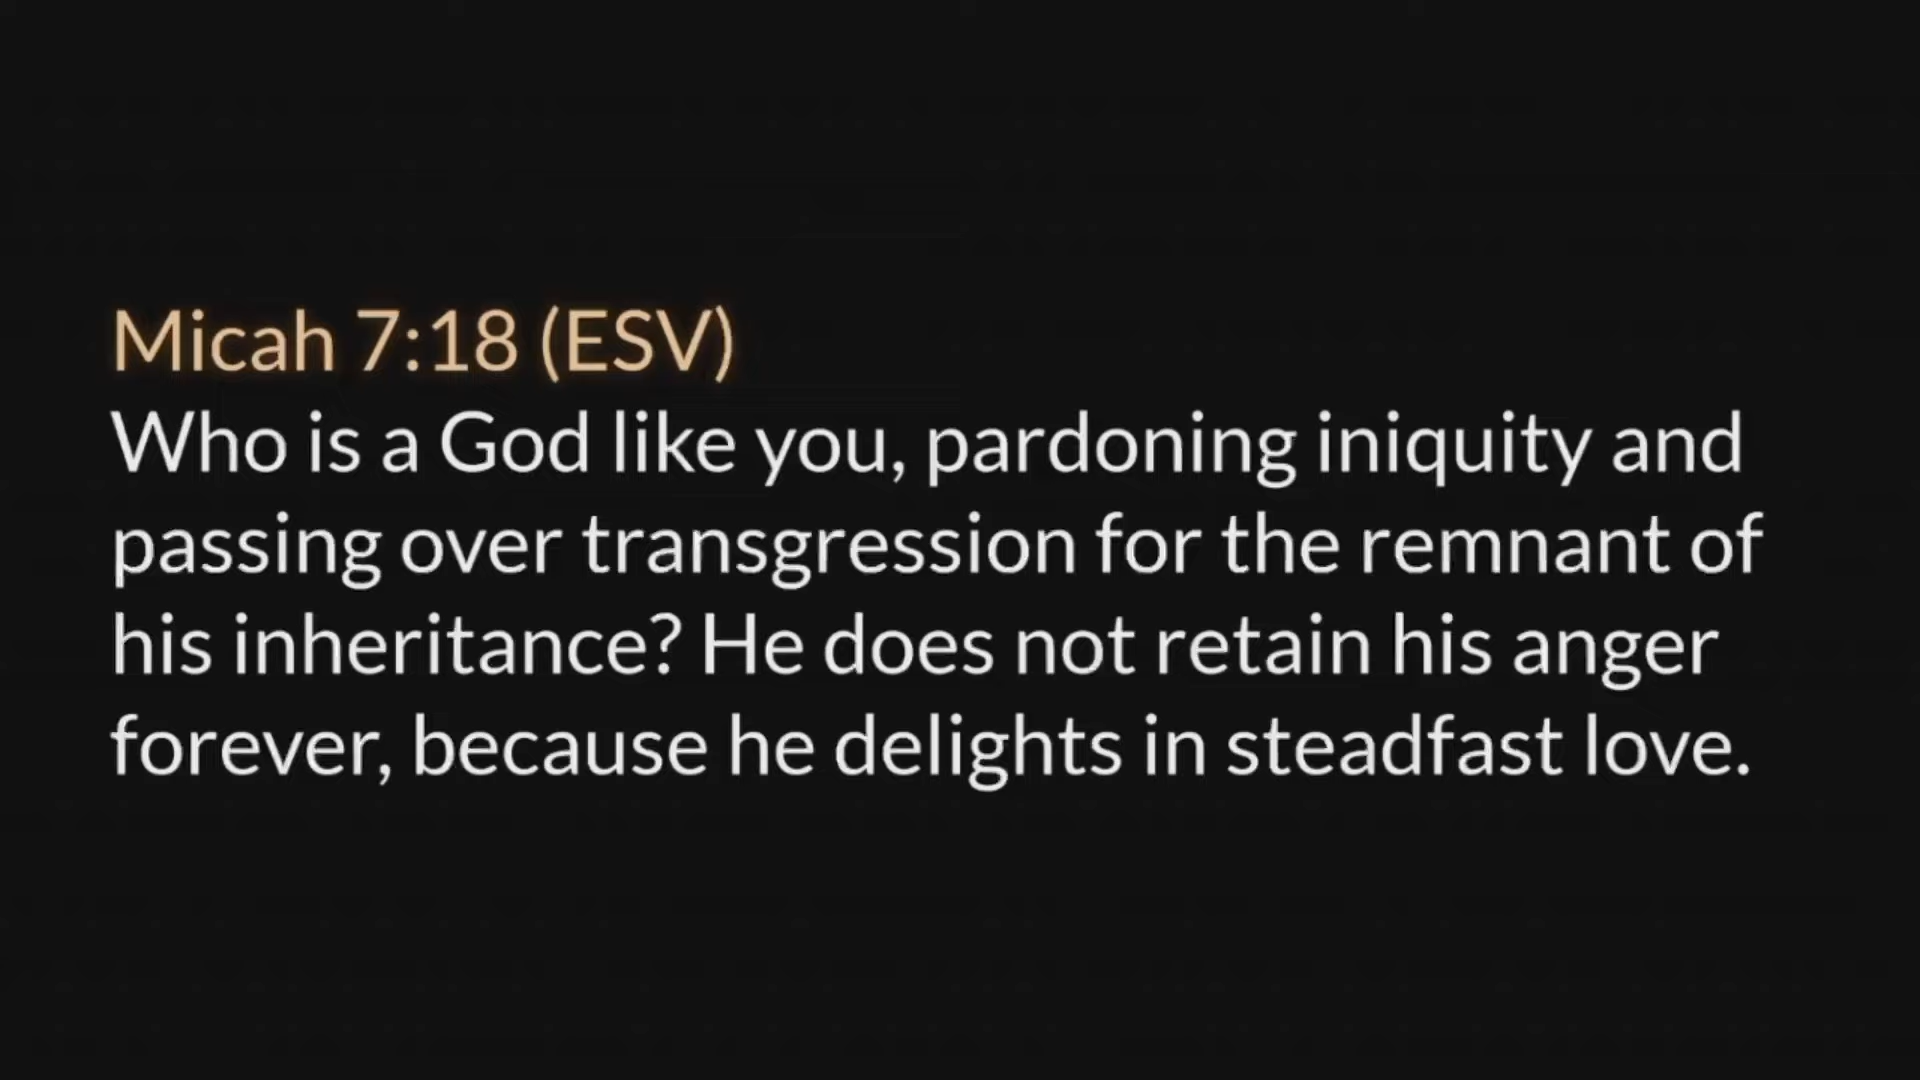 Micah 7:18 (ESV)
Who is a God like you, pardoning iniquity and
passing over transgression for the remnant of
his inheritance? He does not retain his anger
forever, because he delights in steadfast love.